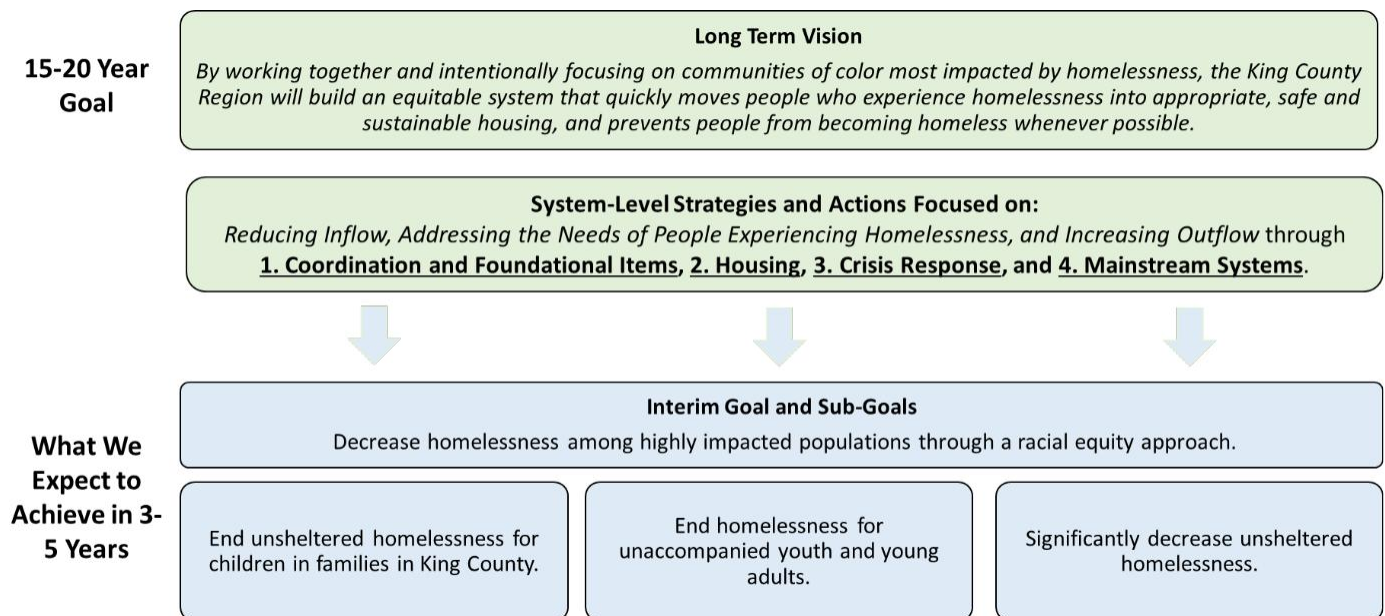 15-20 Year
Goal
Long Term Vision
By working together and intentionally focusing on communities of color most impacted by homelessness, the King County
Region will build an equitable system that quickly moves people who experience homelessness into appropriate, safe and
sustainable housing, and prevents people from becoming homeless whenever possible.
System-Level Strategies and Actions Focused on:
Reducing Inflow, Addressing the Needs of People Experiencing Homelessness, and Increasing Outflow through
1. Coordination and Foundational Items, 2. Housing, 3. Crisis Response, and 4. Mainstream Systems.
What We
Expect to
Achieve in 3-
5 Years
Interim Goal and Sub-Goals
Decrease homelessness among highly impacted populations through a racial equity approach.
End unsheltered homelessness for
children in families in King County.
End homelessness for
unaccompanied youth and young
adults.
Significantly decrease unsheltered
homelessness.